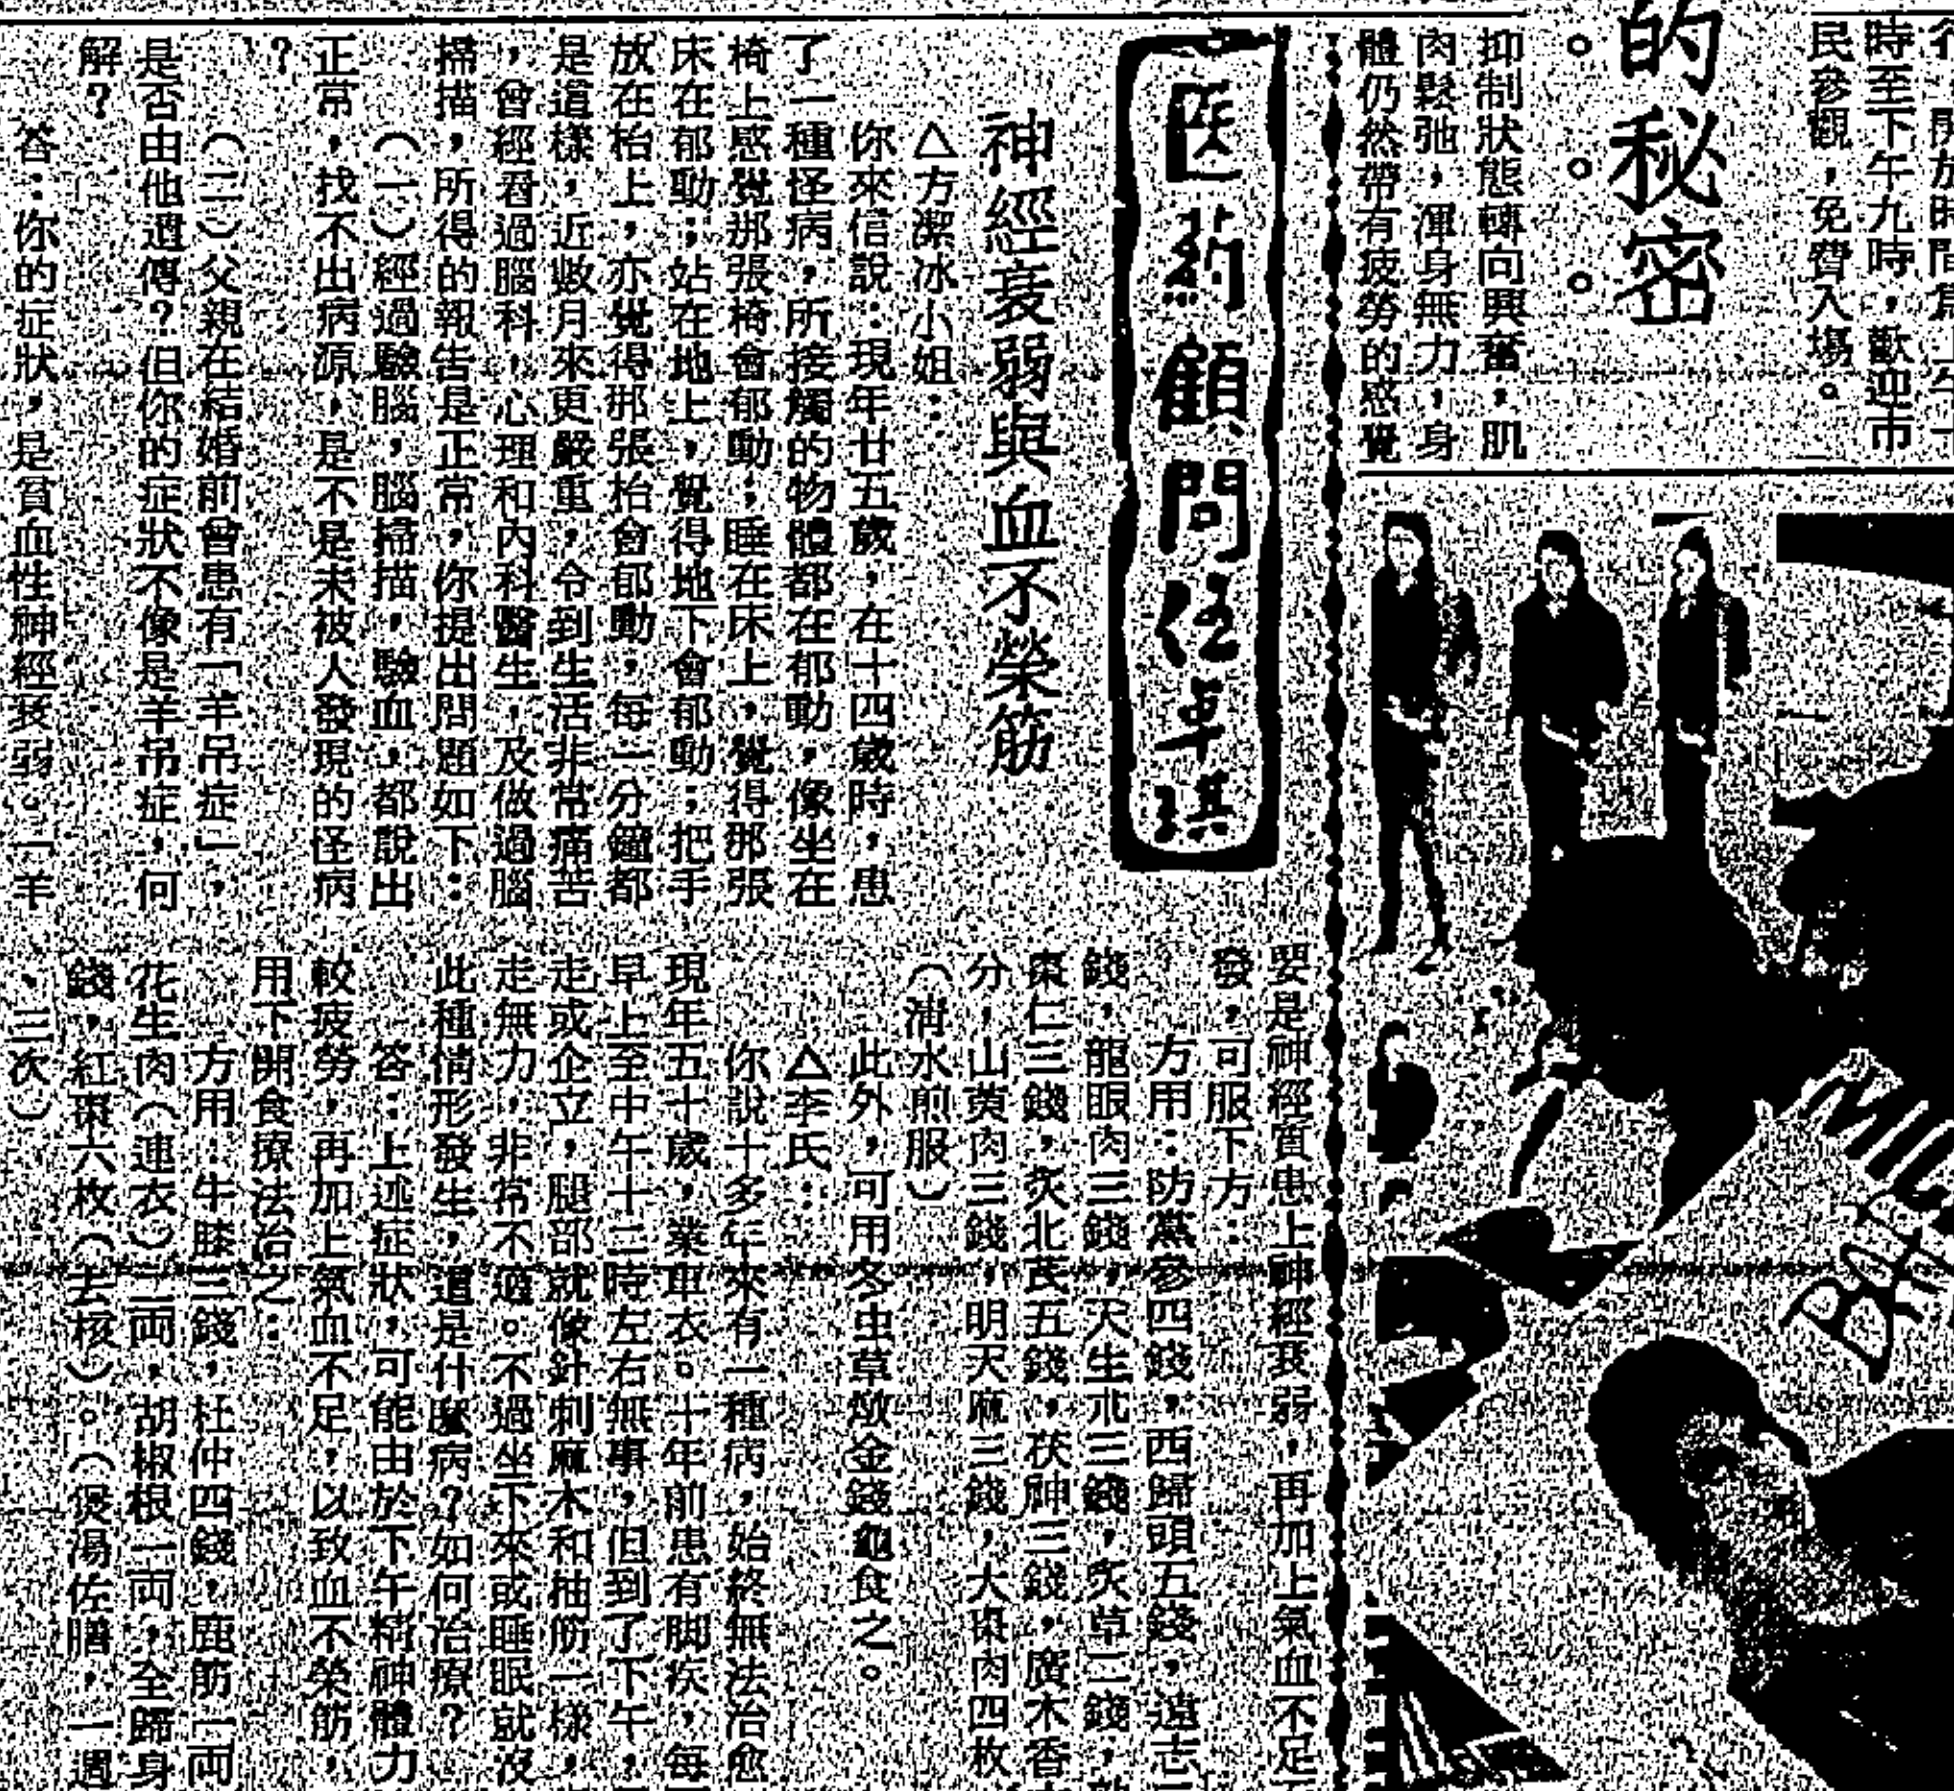 時至下午九時，歡迎市
民參觀，免費入場。
的秘密
抑制狀態轉向興奮，肌
肉鬆弛，渾身無力，身
體仍然帶有疲勞的感覺
医药顧問伍卓琪
神經衰弱與血不榮筋
△方潔冰小姐：
你來信說：現年廿五歲，在十四歲時，患
了一種怪病，所接觸的物體都在郁動，像坐在
椅上感覺那張椅會郁動；睡在床上，覺得那張
床在郁動；站在地上，覺得地下會郁動；把手
放在枱上，亦覺得那張枱會郁動，每一分鐘都
是這樣，近數月來更嚴重，令到生活非常痛苦
，曾經看過腦科，心理和內科醫生，及做過腦
掃描，所得的報告是正常，你提出問題如下：
（一）經過驗腦，腦掃描，驗血，都說出
正常，找不出病源，是不是未被人發現的怪病
？
（二）父親在結婚前曾患有「羊吊症」，
是否由他遺傳？但你的症狀不像是羊吊症，何
解？
答：你的症狀，是貧血性神經衰弱。「羊
要是神經質患上神經衰弱，再加上氣血不足
發，可服下方：
方用：防黨參四錢，西歸頭五錢，遠志
錢，龍眼肉三錢，天生朮三錢，炙草二錢，
棗仁三錢，炙北芪五錢，茯神三錢，廣木香
分，山萸肉三錢，明天麻三錢，大棗肉四枚
（清水煎服）
此外，可用冬虫草燉金錢龜食之。
△李氏：
你說十多年來有一種病，始終無法治愈
現年五十歲，業車衣。十年前患有脚疾，每
早上至中午十二時左右無事，但到了下午，
走或企立，腿部就像針刺麻木和抽筋一樣，
走無力，非常不適。不過坐下來或睡眠就沒
此種情形發生，這是什麼病？如何治療？
答：上述症狀，可能由於下午精神體力
較疲勞，再加上氣血不足，以致血不榮筋，
用下開食療法治之：
方用：牛膝三錢，杜仲四錢，鹿筋一両
花生肉（連衣）二両，胡椒根一両，全歸身
錢，紅棗六枚（去核）。（煲湯佐膳，一週
、三次）